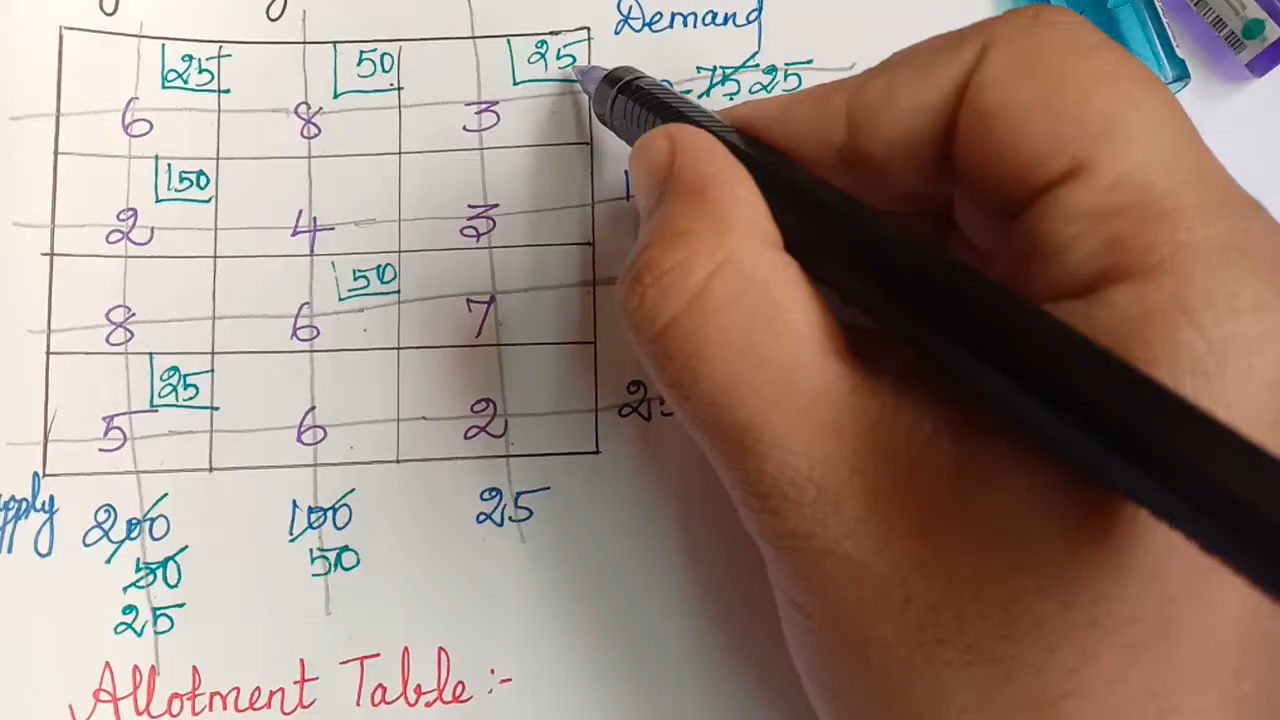 Demand
25 50 25
75 25
6 8 3
150
2 4 3
50
8 6 7
25
5 6 2
200 100 25
50 50
25
Allotment Table :-